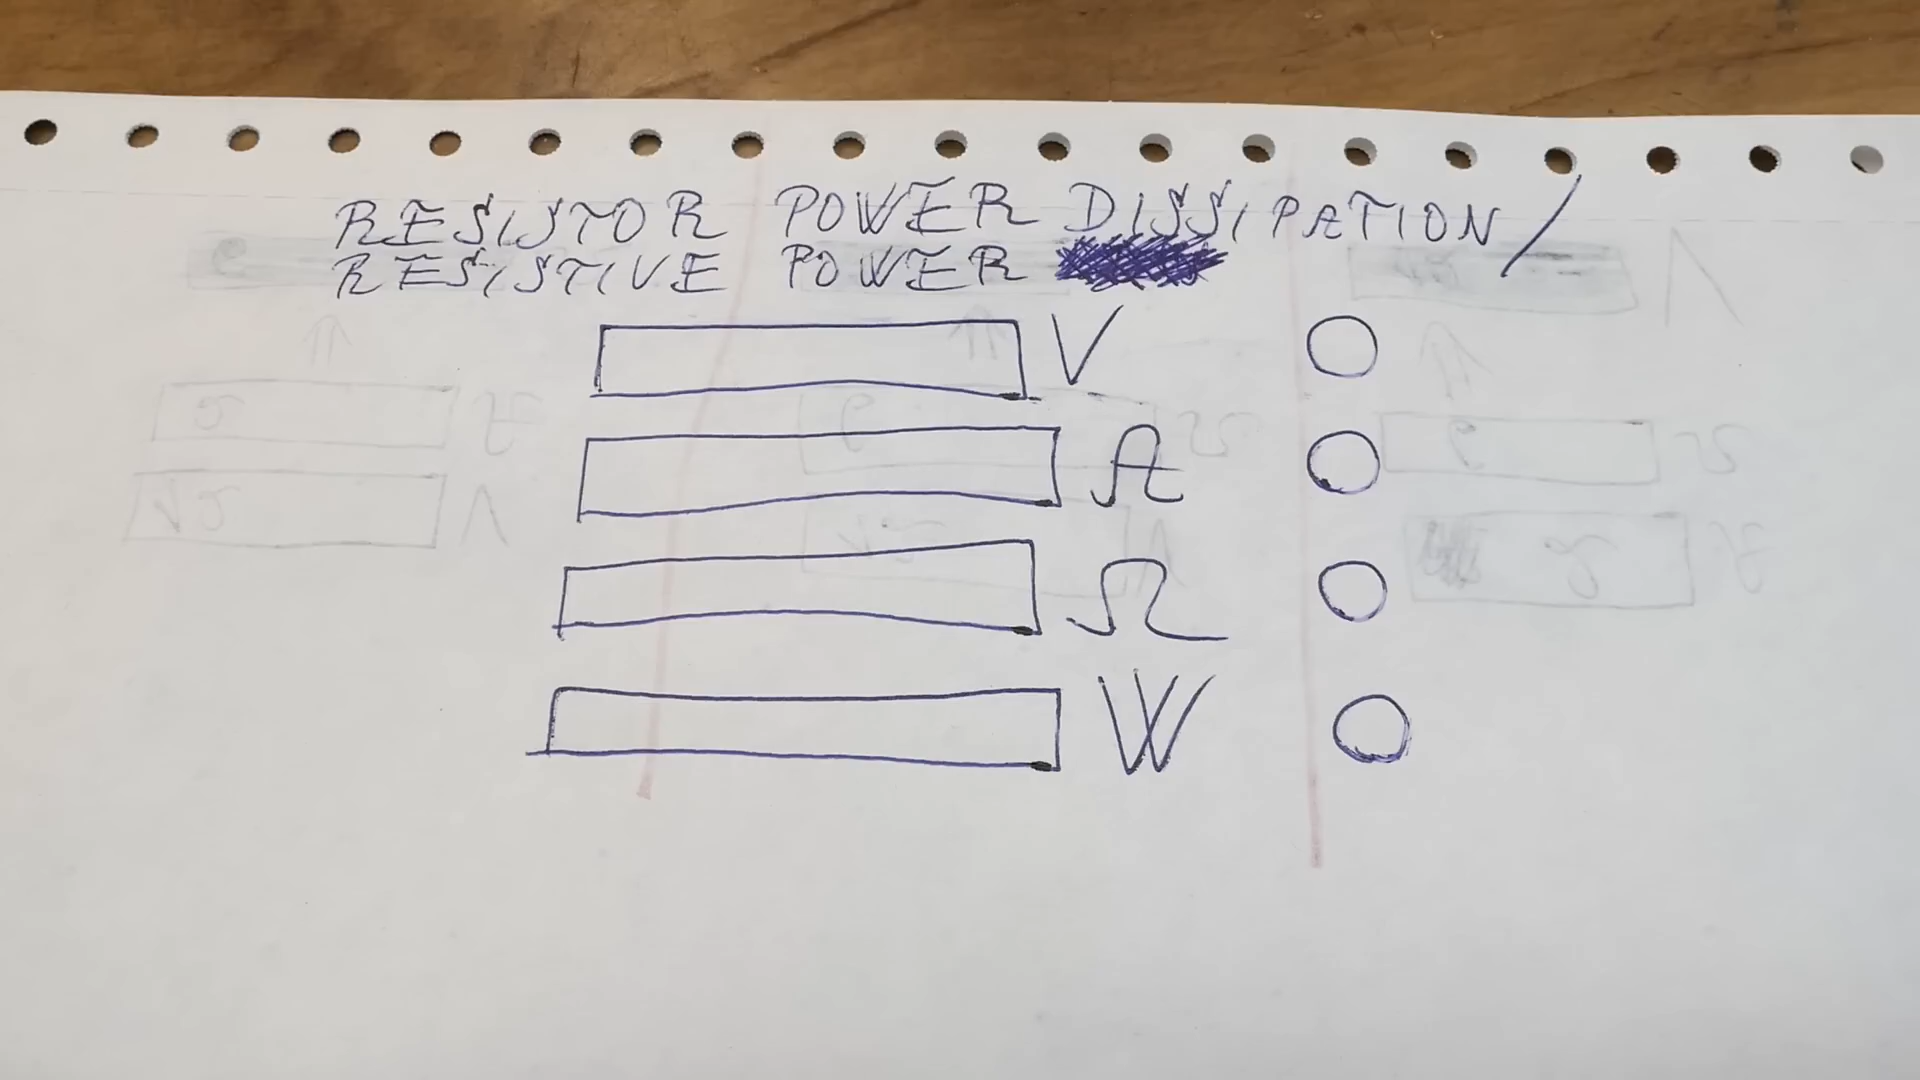 RESISTOR POWER DISSIPATION/
RESISTIVE POWER
V
A
Ω
W